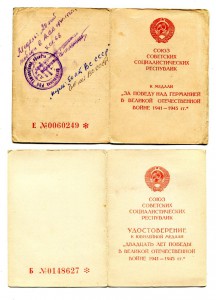 Е №0060249 ✻
СОЮЗ
СОВЕТСКИХ
СОЦИАЛИСТИЧЕСКИХ
РЕСПУБЛИК
К МЕДАЛИ
"ЗА ПОБЕДУ НАД ГЕРМАНИЕЙ
В ВЕЛИКОЙ ОТЕЧЕСТВЕННОЙ
ВОЙНЕ 1941—1945 гг."
Б №0148627 ✻
СОЮЗ
СОВЕТСКИХ
СОЦИАЛИСТИЧЕСКИХ
РЕСПУБЛИК
УДОСТОВЕРЕНИЕ
К ЮБИЛЕЙНОЙ МЕДАЛИ
"ДВАДЦАТЬ ЛЕТ ПОБЕДЫ
В ВЕЛИКОЙ ОТЕЧЕСТВЕННОЙ
ВОЙНЕ 1941—1945 гг."